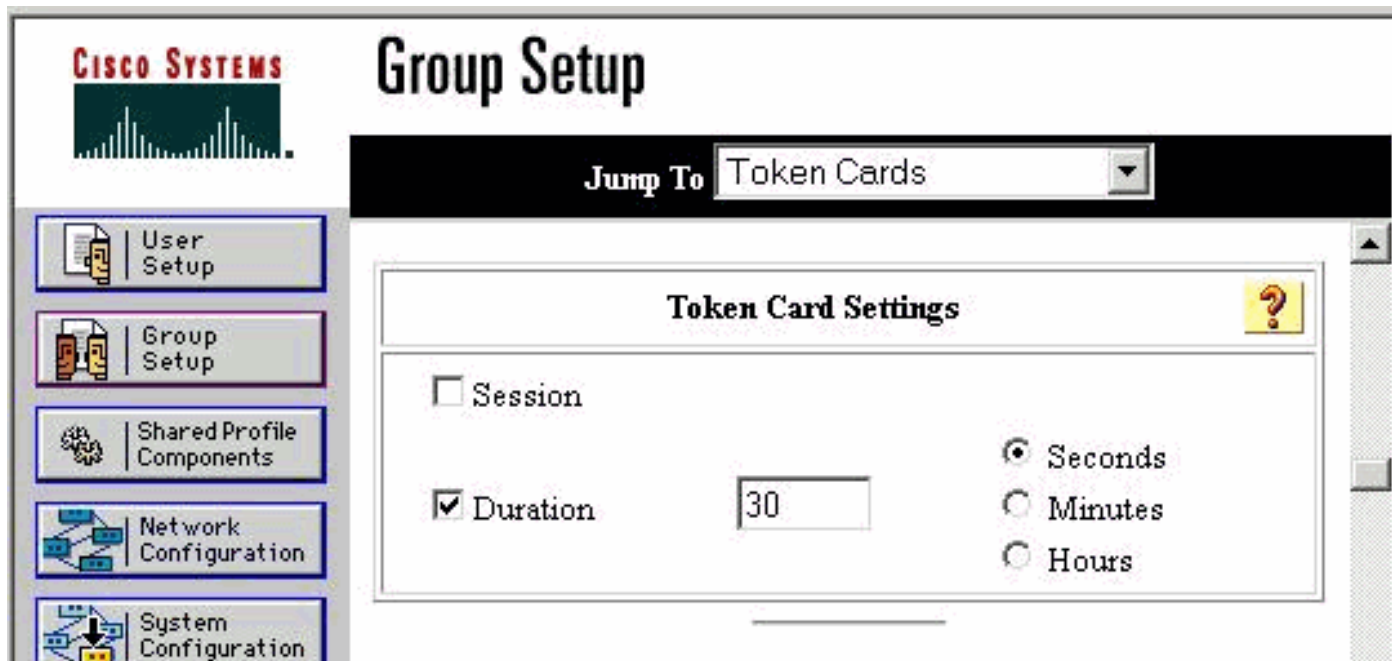 CISCO SYSTEMS
Group Setup
Jump To Token Cards
User
Setup
Group
Setup
Shared Profile
Components
Network
Configuration
System
Configuration
Token Card Settings
?
Session
Duration 30
Seconds
Minutes
Hours